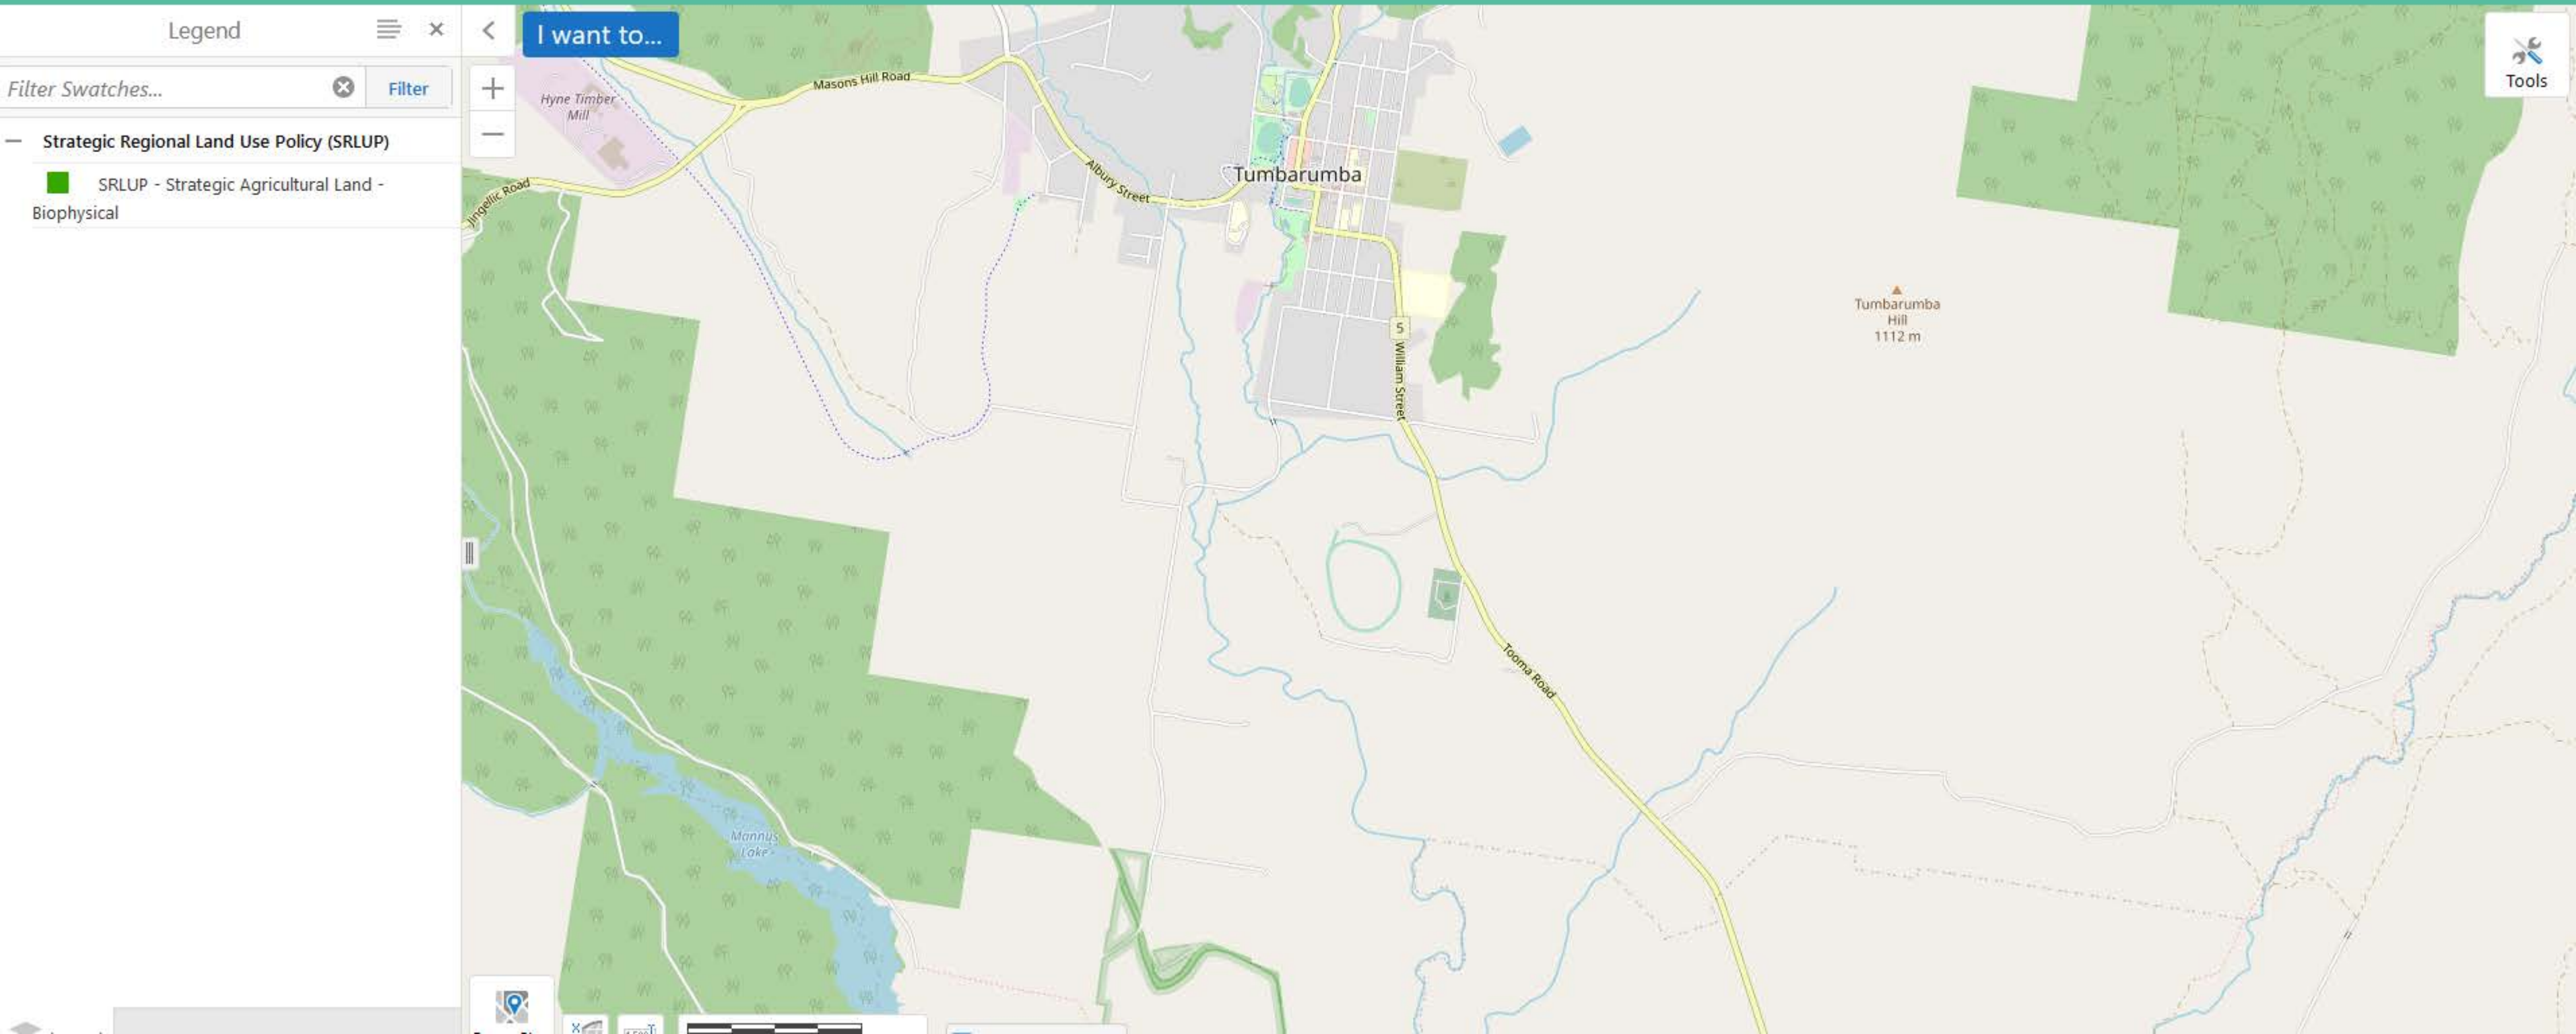 Legend
I want to...
Filter Swatches...
Filter
Strategic Regional Land Use Policy (SRLUP)
SRLUP - Strategic Agricultural Land -
Biophysical
Tools
Hyne Timber
Mill
Masons Hill Road
Jingellic Road
Albury Street
Tumbarumba
5
William Street
Tumbarumba
Hill
1112 m
Tooma Road
Mannus
Lake